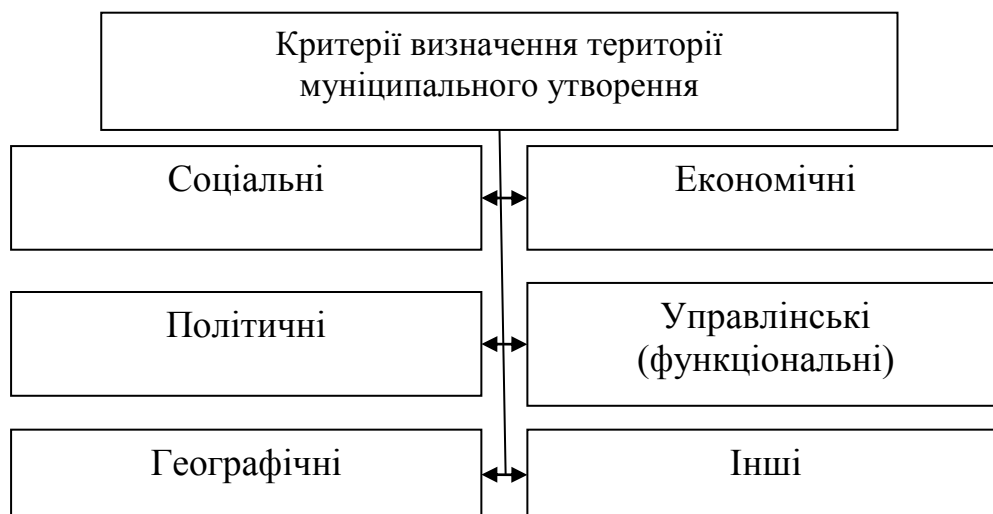 Критерії визначення території
муніципального утворення
Соціальні
Економічні
Політичні
Управлінські
(функціональні)
Географічні
Інші